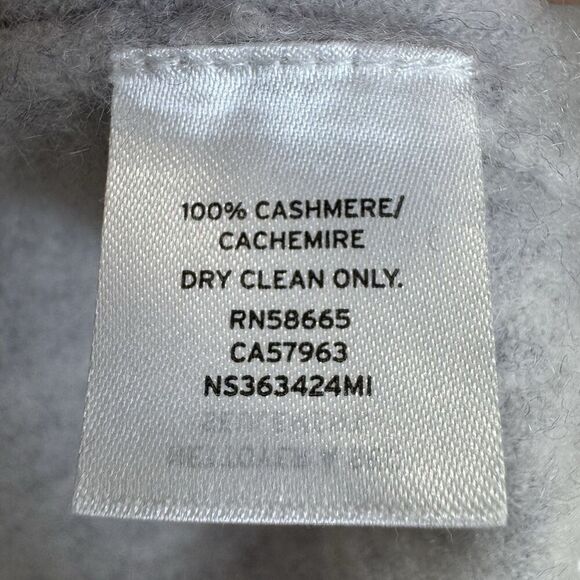 100% CASHMERE/
CACHEMIRE
DRY CLEAN ONLY.
RN58665
CA57963
NS363424MI